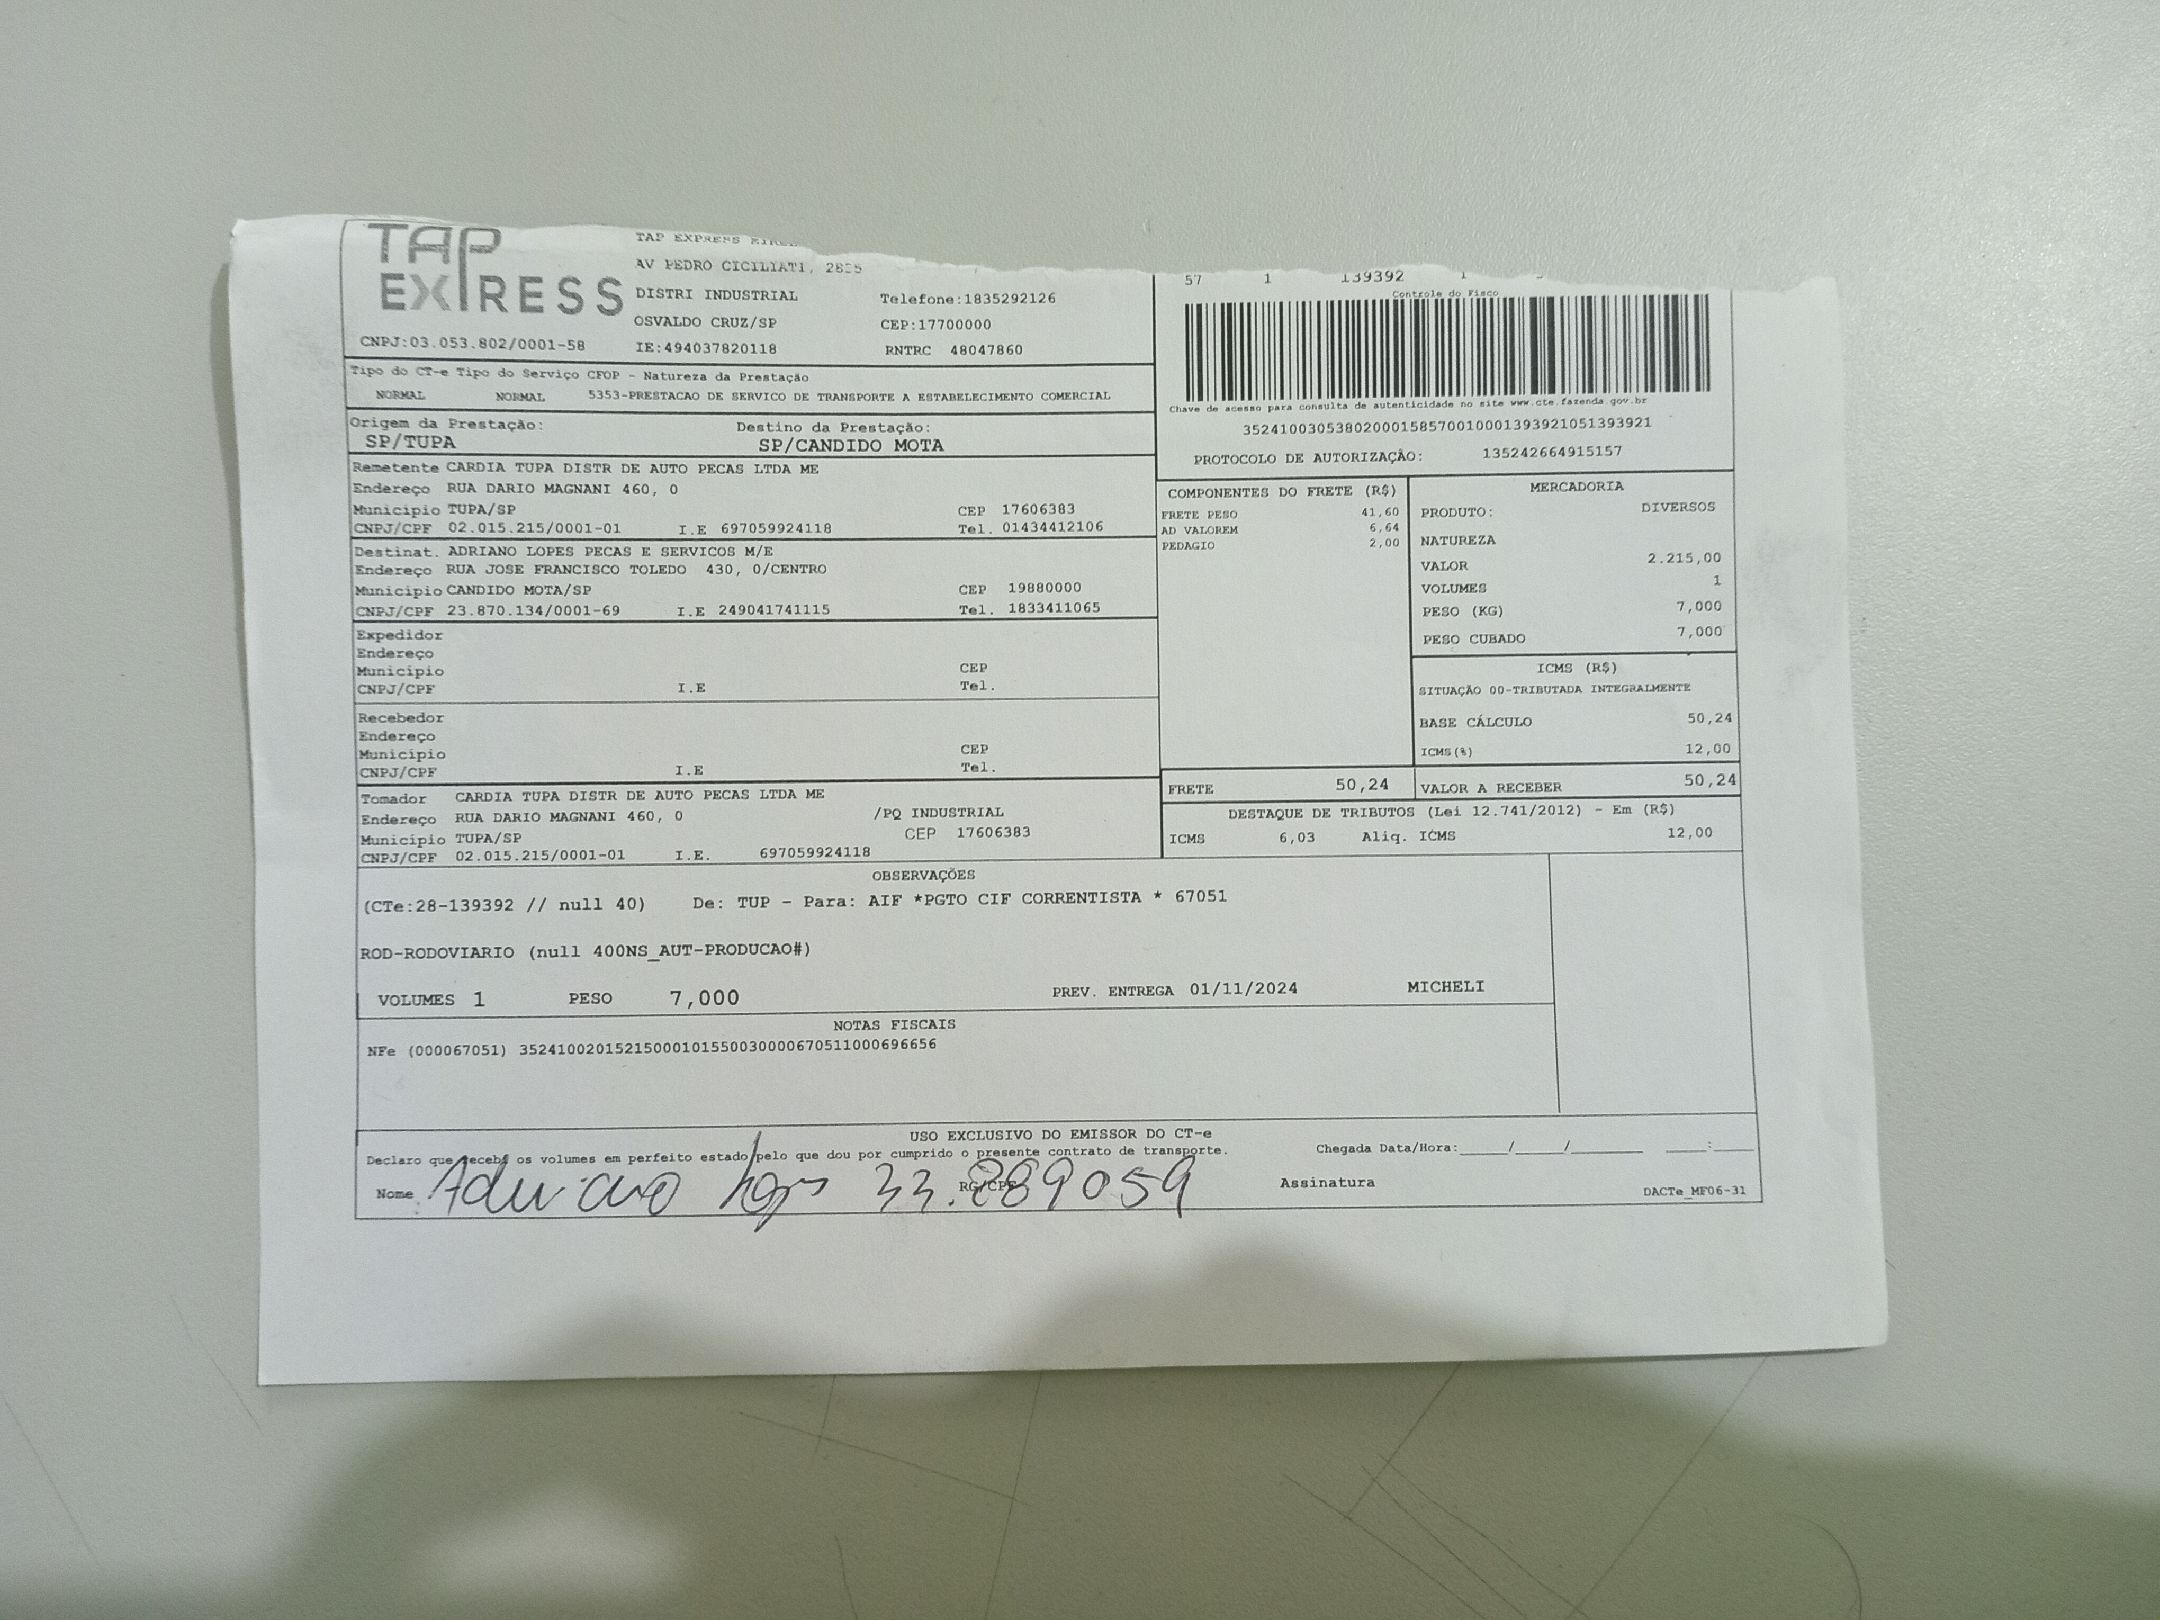 TAP
EXPRESS
TAP EXPRESS
AV PEDRO CICILIATI, 2835
DISTRI INDUSTRIAL Telefone:1835292126
OSVALDO CRUZ/SP CEP:17700000
CNPJ:03.053.802/0001-58 IE:494037820118 RNTRC 48047860
57 1 139392
Controle do Fisco
Chave de acesso para consulta de autenticidade no site www.cte.fazenda.gov.br
35241003053802000158570010001393921051393921
PROTOCOLO DE AUTORIZAÇÃO: 135242664915157
Tipo do CT-e Tipo do Serviço CFOP - Natureza da Prestação
NORMAL NORMAL 5353-PRESTACAO DE SERVICO DE TRANSPORTE A ESTABELECIMENTO COMERCIAL
Origem da Prestação: Destino da Prestação:
SP/TUPA SP/CANDIDO MOTA
Remetente CARDIA TUPA DISTR DE AUTO PECAS LTDA ME
Endereço RUA DARIO MAGNANI 460, 0
Município TUPA/SP CEP 17606383
CNPJ/CPF 02.015.215/0001-01 I.E 697059924118 Tel. 01434412106
Destinat. ADRIANO LOPES PECAS E SERVICOS M/E
Endereço RUA JOSE FRANCISCO TOLEDO 430, 0/CENTRO
Município CANDIDO MOTA/SP CEP 19880000
CNPJ/CPF 23.870.134/0001-69 I.E 249041741115 Tel. 1833411065
Expedidor
Endereço
Município CEP
CNPJ/CPF I.E Tel.
Recebedor
Endereço
Município CEP
CNPJ/CPF I.E Tel.
Tomador CARDIA TUPA DISTR DE AUTO PECAS LTDA ME
Endereço RUA DARIO MAGNANI 460, 0 /PQ INDUSTRIAL
Município TUPA/SP CEP 17606383
CNPJ/CPF 02.015.215/0001-01 I.E. 697059924118
COMPONENTES DO FRETE (R$)
FRETE PESO 41,60
AD VALOREM 6,64
PEDAGIO 2,00
MERCADORIA
PRODUTO: DIVERSOS
NATUREZA
VALOR 2.215,00
VOLUMES 1
PESO (KG) 7,000
PESO CUBADO 7,000
ICMS (R$)
SITUAÇÃO 00-TRIBUTADA INTEGRALMENTE
BASE CÁLCULO 50,24
ICMS(%) 12,00
FRETE 50,24 VALOR A RECEBER 50,24
DESTAQUE DE TRIBUTOS (Lei 12.741/2012) - Em (R$)
ICMS 6,03 Aliq. ICMS 12,00
OBSERVAÇÕES
(CTe:28-139392 // null 40) De: TUP - Para: AIF *PGTO CIF CORRENTISTA * 67051
ROD-RODOVIARIO (null 400NS_AUT-PRODUCAO#)
VOLUMES 1 PESO 7,000 PREV. ENTREGA 01/11/2024 MICHELI
NOTAS FISCAIS
NFe (000067051) 35241002015215000101550030000670511000696656
USO EXCLUSIVO DO EMISSOR DO CT-e
Declaro que recebi os volumes em perfeito estado pelo que dou por cumprido o presente contrato de transporte. Chegada Data/Hora:_____/_____/_______ ____:____
Nome Adriano Lopes RG/CPF 33.889059 Assinatura DACTe_MF06-31